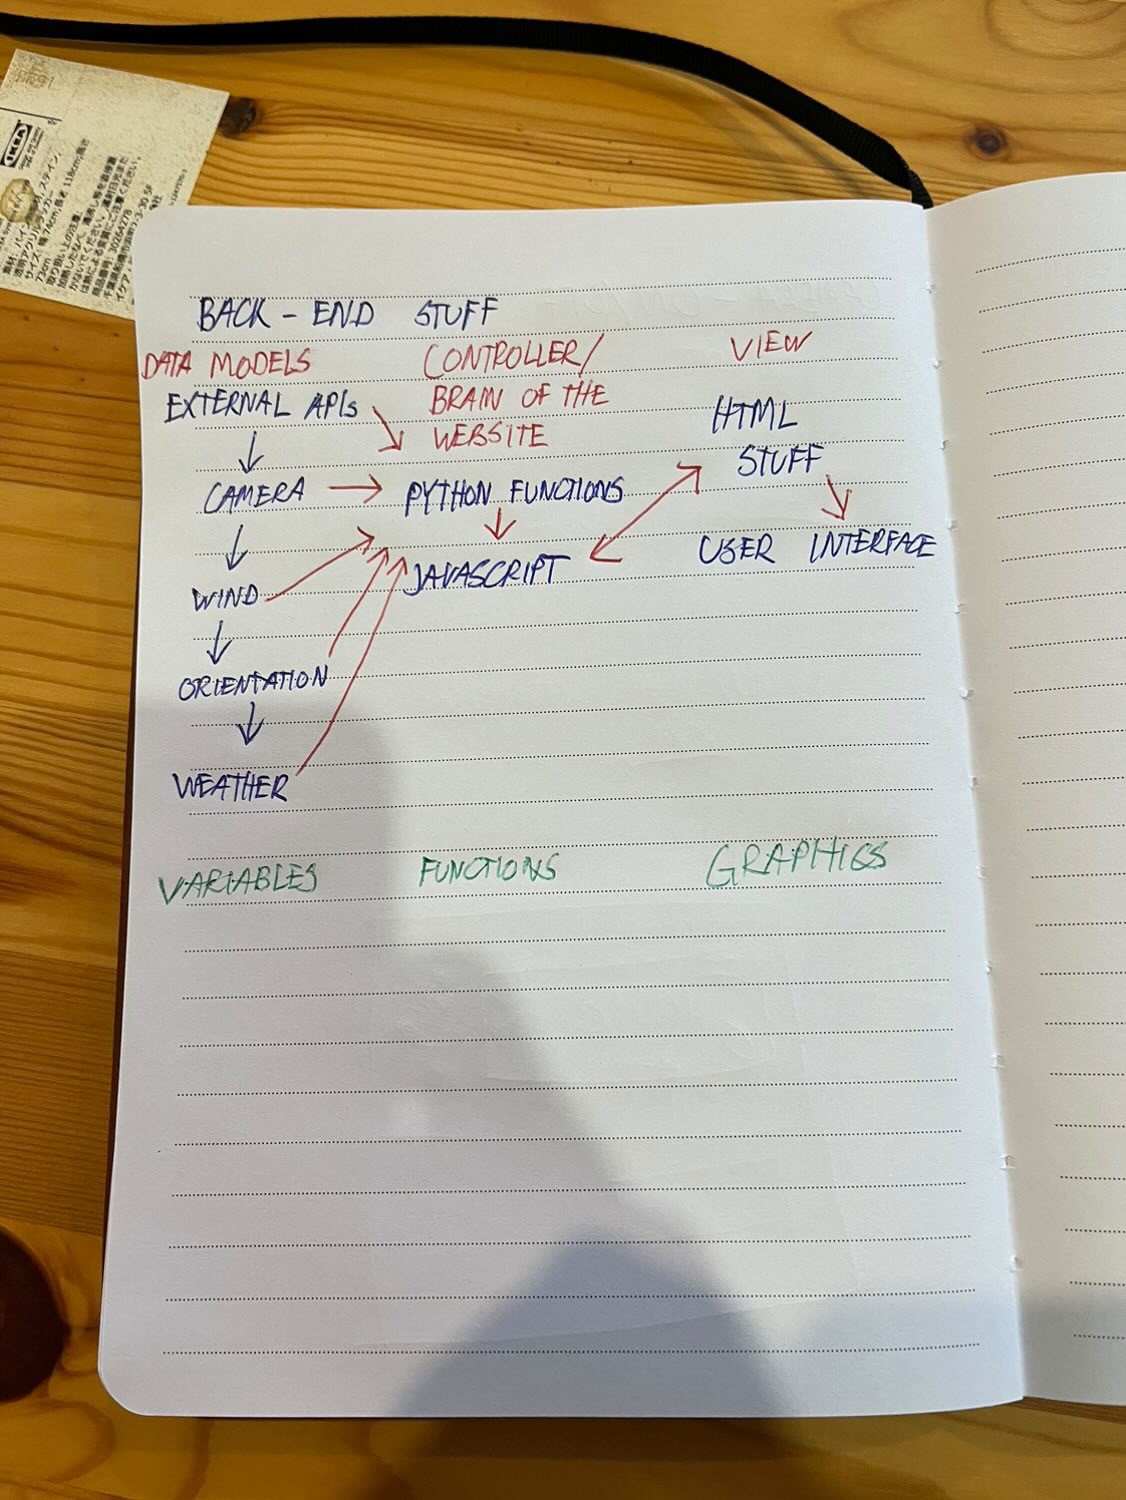 BACK - END STUFF
DATA MODELS
CONTROLLER/
BRAIN OF THE
WEBSITE
VIEW
EXTERNAL APIs
HTML
STUFF
CAMERA
PYTHON FUNCTIONS
WIND
JAVASCRIPT
USER INTERFACE
ORIENTATION
WEATHER
VARIABLES
FUNCTIONS
GRAPHICS
IKEA